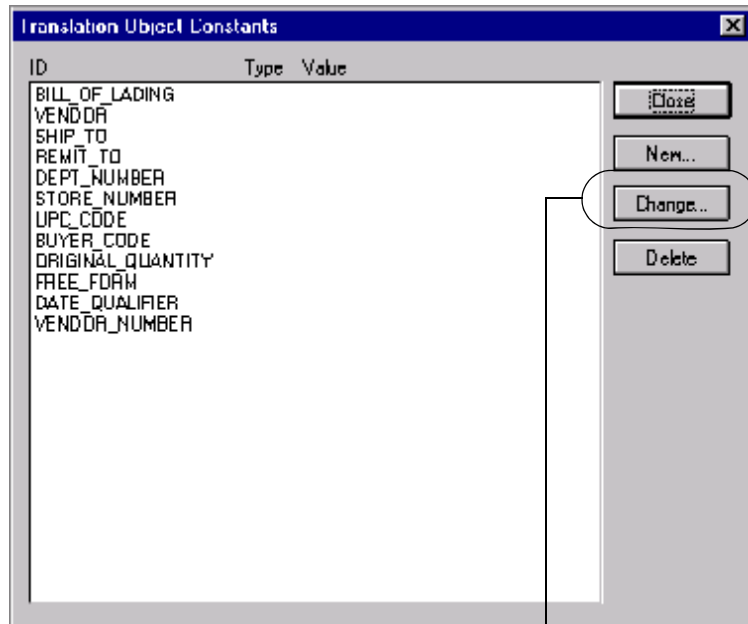 Translation Object Constants
ID Type Value
BILL_OF_LADING
VENDOR
SHIP_TO
REMIT_TO
DEPT_NUMBER
STORE_NUMBER
UPC_CODE
BUYER_CODE
ORIGINAL_QUANTITY
FREE_FORM
DATE_QUALIFIER
VENDOR_NUMBER
Close
New...
Change...
Delete